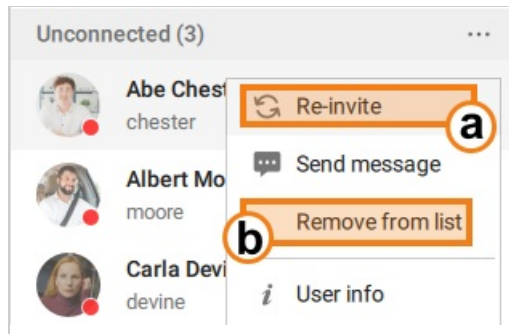 Unconnected (3)
Abe Chest
chester
Re-invite
a
Send message
Albert Mo
moore
Remove from list
b
Carla Devi
devine
User info